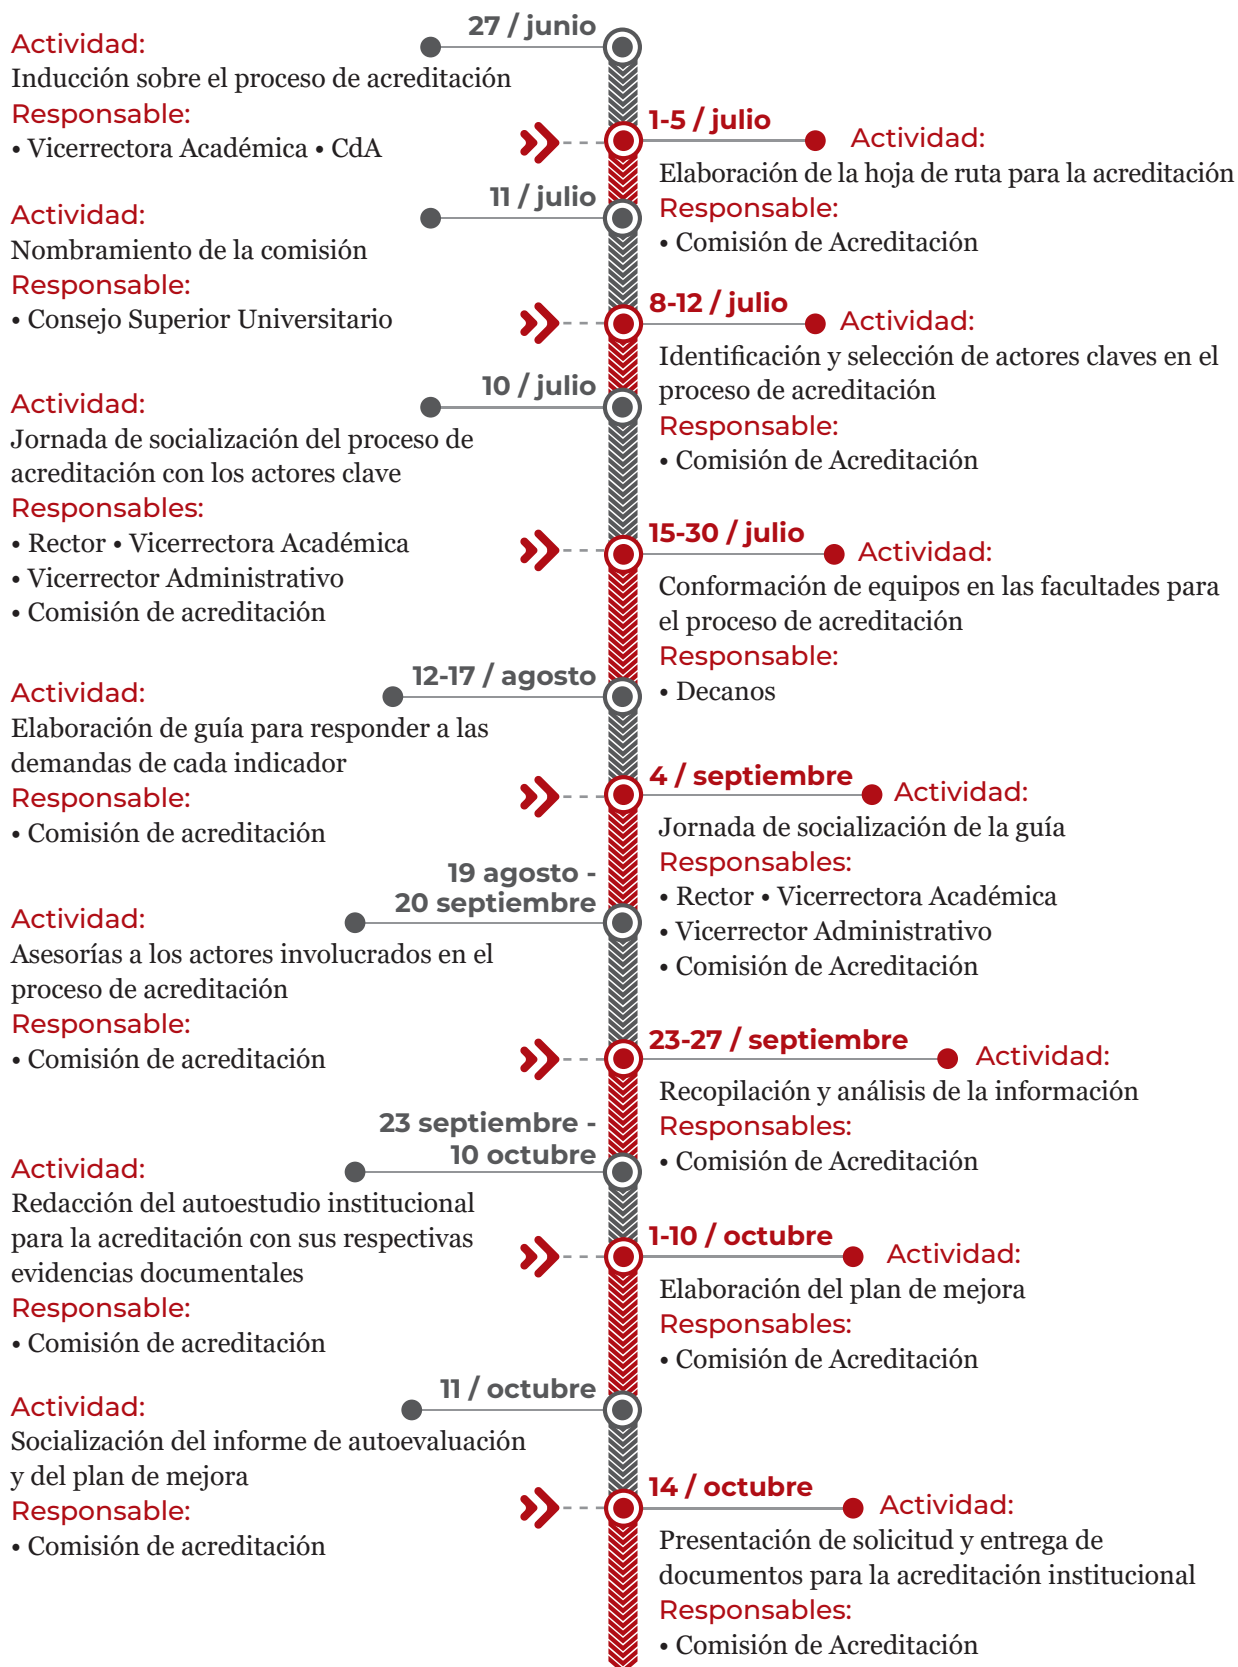 27 / junio
Actividad:
Inducción sobre el proceso de acreditación
Responsable:
• Vicerrectora Académica • CdA
1-5 / julio
Actividad:
Elaboración de la hoja de ruta para la acreditación
Responsable:
• Comisión de Acreditación
11 / julio
Actividad:
Nombramiento de la comisión
Responsable:
• Consejo Superior Universitario
8-12 / julio
Actividad:
Identificación y selección de actores claves en el
proceso de acreditación
Responsable:
• Comisión de Acreditación
10 / julio
Actividad:
Jornada de socialización del proceso de
acreditación con los actores clave
Responsables:
• Rector • Vicerrectora Académica
• Vicerrector Administrativo
• Comisión de acreditación
15-30 / julio
Actividad:
Conformación de equipos en las facultades para
el proceso de acreditación
Responsable:
• Decanos
12-17 / agosto
Actividad:
Elaboración de guía para responder a las
demandas de cada indicador
Responsable:
• Comisión de acreditación
4 / septiembre
Actividad:
Jornada de socialización de la guía
Responsables:
• Rector • Vicerrectora Académica
• Vicerrector Administrativo
• Comisión de Acreditación
19 agosto -
20 septiembre
Actividad:
Asesorías a los actores involucrados en el
proceso de acreditación
Responsable:
• Comisión de acreditación
23-27 / septiembre
Actividad:
Recopilación y análisis de la información
Responsables:
• Comisión de Acreditación
23 septiembre -
10 octubre
Actividad:
Redacción del autoestudio institucional
para la acreditación con sus respectivas
evidencias documentales
Responsable:
• Comisión de acreditación
1-10 / octubre
Actividad:
Elaboración del plan de mejora
Responsables:
• Comisión de Acreditación
11 / octubre
Actividad:
Socialización del informe de autoevaluación
y del plan de mejora
Responsable:
• Comisión de acreditación
14 / octubre
Actividad:
Presentación de solicitud y entrega de
documentos para la acreditación institucional
Responsables:
• Comisión de Acreditación